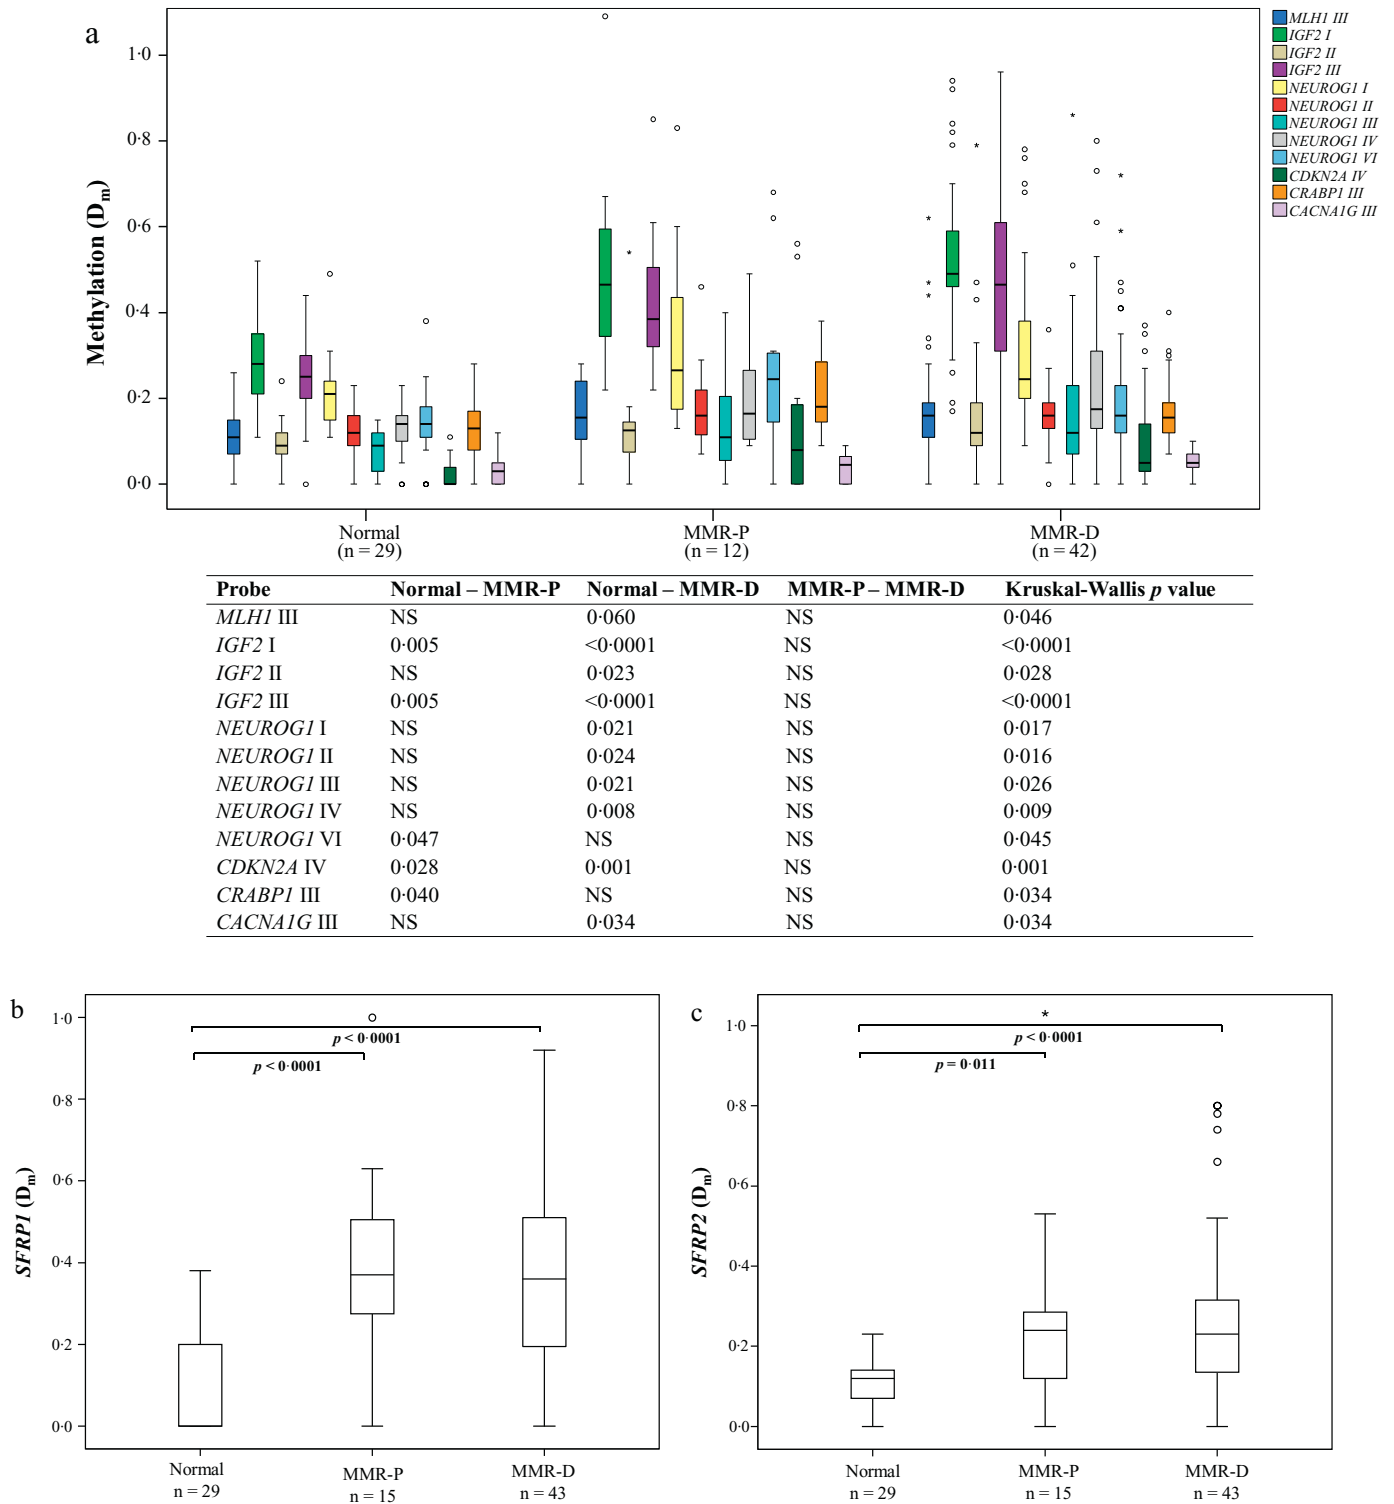 a
Methylation (Dm)
1·0
0·8
0·6
0·4
0·2
0·0
Normal
(n = 29)
MMR-P
(n = 12)
MMR-D
(n = 42)
MLH1 III
IGF2 I
IGF2 II
IGF2 III
NEUROG1 I
NEUROG1 II
NEUROG1 III
NEUROG1 IV
NEUROG1 VI
CDKN2A IV
CRABP1 III
CACNA1G III
Probe Normal – MMR-P Normal – MMR-D MMR-P – MMR-D Kruskal-Wallis p value
MLH1 III NS 0·060 NS 0·046
IGF2 I 0·005 <0·0001 NS <0·0001
IGF2 II NS 0·023 NS 0·028
IGF2 III 0·005 <0·0001 NS <0·0001
NEUROG1 I NS 0·021 NS 0·017
NEUROG1 II NS 0·024 NS 0·016
NEUROG1 III NS 0·021 NS 0·026
NEUROG1 IV NS 0·008 NS 0·009
NEUROG1 VI 0·047 NS NS 0·045
CDKN2A IV 0·028 0·001 NS 0·001
CRABP1 III 0·040 NS NS 0·034
CACNA1G III NS 0·034 NS 0·034
b
SFRP1 (Dm)
1·0
0·8
0·6
0·4
0·2
0·0
p < 0·0001
p < 0·0001
Normal
n = 29
MMR-P
n = 15
MMR-D
n = 43
c
SFRP2 (Dm)
1·0
0·8
0·6
0·4
0·2
0·0
*
p < 0·0001
p = 0·011
Normal
n = 29
MMR-P
n = 15
MMR-D
n = 43